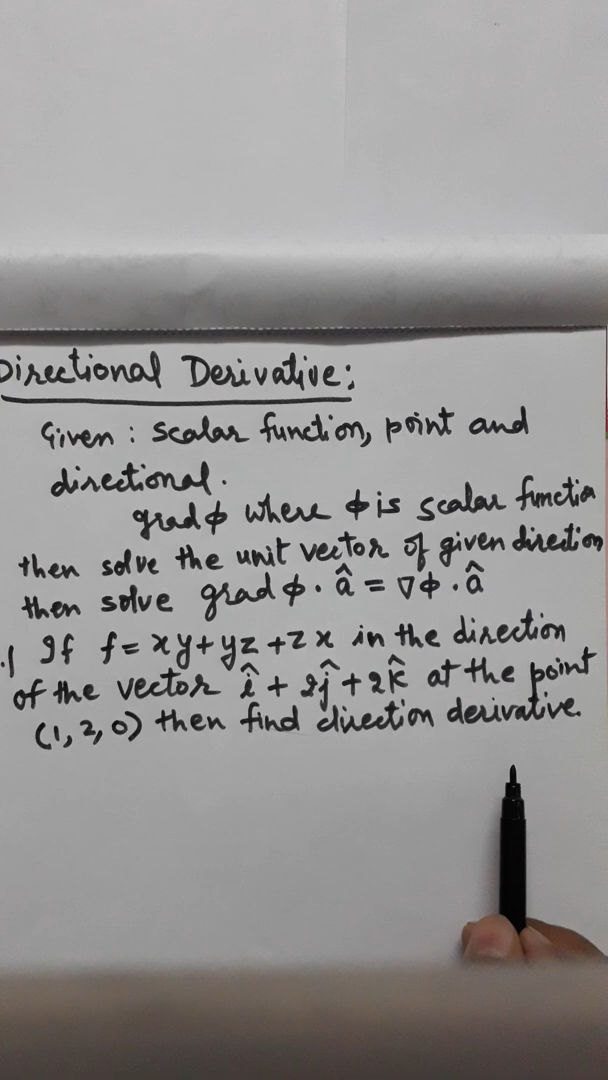 Directional Derivative:
Given : scalar function, point and
directional.
grad ϕ where ϕ is scalar function
then solve the unit vector of given direction
then solve grad ϕ . â = ∇ϕ . â
.1 If f = xy + yz + zx in the direction
of the vector î + 2ĵ + 2k̂ at the point
(1, 2, 0) then find direction derivative.